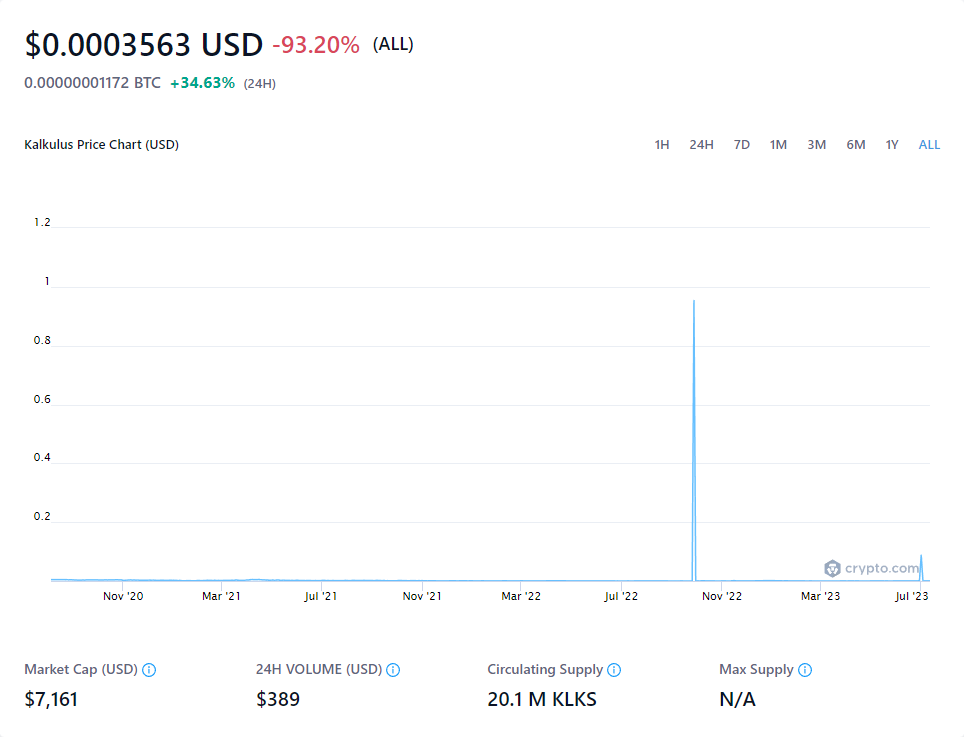 $0.0003563 USD -93.20% (ALL)
0.00000001172 BTC +34.63% (24H)
Kalkulus Price Chart (USD) 1H 24H 7D 1M 3M 6M 1Y ALL
1.2
1
0.8
0.6
0.4
0.2
crypto.com
Nov '20 Mar '21 Jul '21 Nov '21 Mar '22 Jul '22 Nov '22 Mar '23 Jul '23
Market Cap (USD) 24H VOLUME (USD) Circulating Supply Max Supply
$7,161 $389 20.1 M KLKS N/A